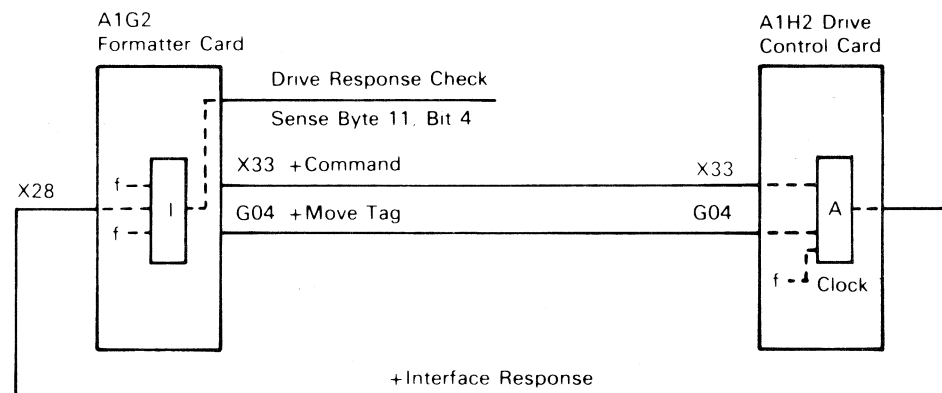 A1G2
Formatter Card
A1H2 Drive
Control Card
Drive Response Check
Sense Byte 11, Bit 4
X33 +Command
X33
X28
f
I
f
G04 +Move Tag
G04
A
f
Clock
+Interface Response